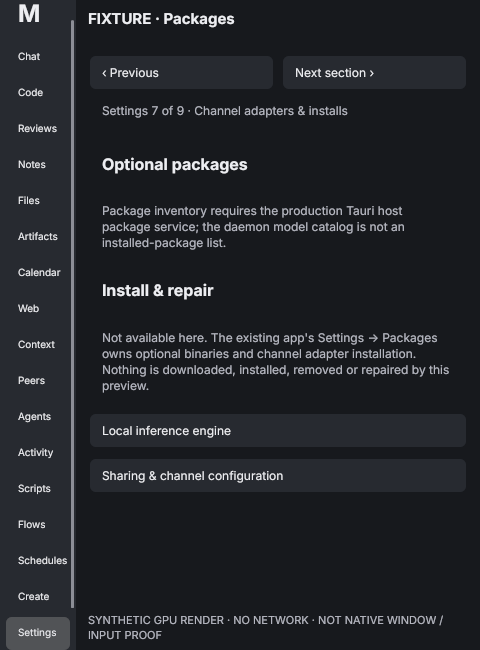 M
Chat
Code
Reviews
Notes
Files
Artifacts
Calendar
Web
Context
Peers
Agents
Activity
Scripts
Flows
Schedules
Create
Settings
FIXTURE · Packages
‹ Previous
Next section ›
Settings 7 of 9 · Channel adapters & installs
Optional packages
Package inventory requires the production Tauri host
package service; the daemon model catalog is not an
installed-package list.
Install & repair
Not available here. The existing app's Settings → Packages
owns optional binaries and channel adapter installation.
Nothing is downloaded, installed, removed or repaired by this
preview.
Local inference engine
Sharing & channel configuration
SYNTHETIC GPU RENDER · NO NETWORK · NOT NATIVE WINDOW /
INPUT PROOF